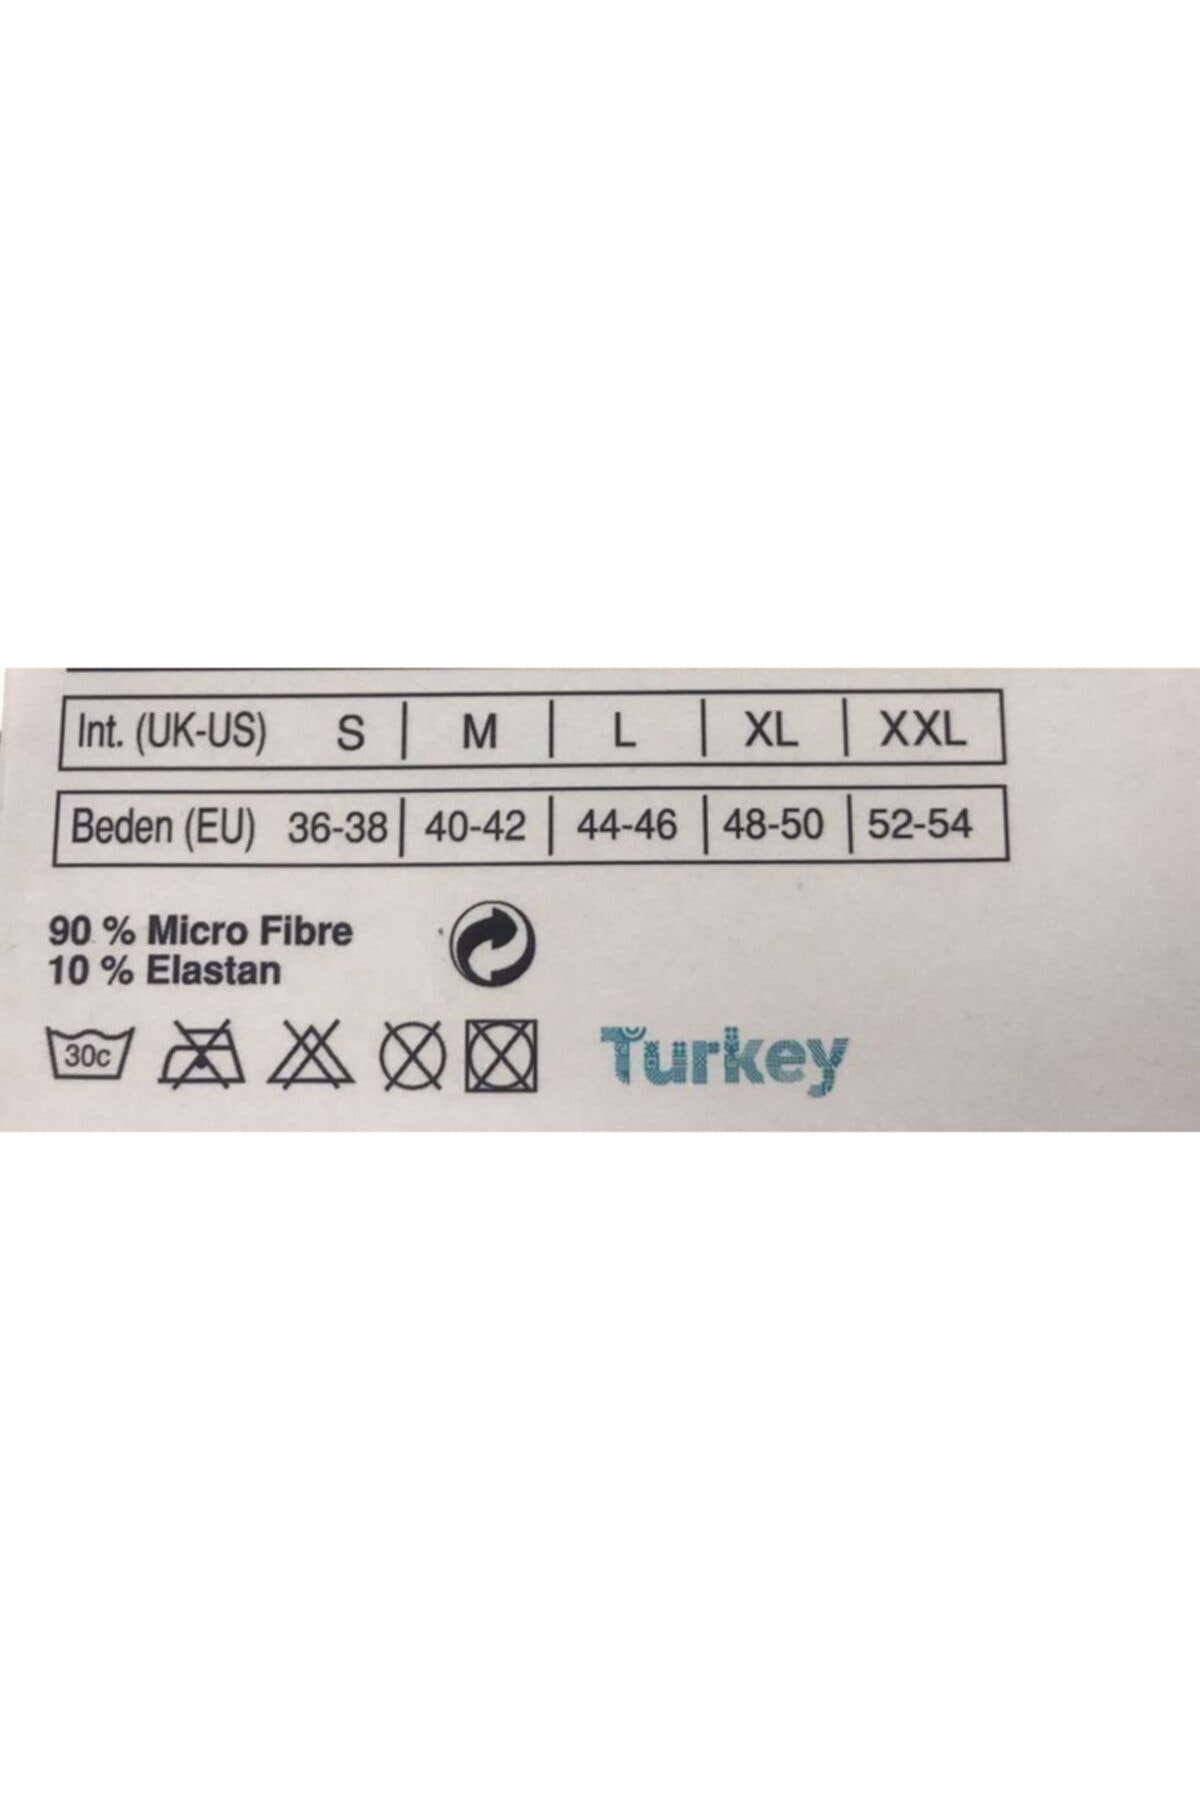 Int. (UK-US) S | M | L | XL | XXL
Beden (EU) 36-38 | 40-42 | 44-46 | 48-50 | 52-54
90 % Micro Fibre
10 % Elastan
30c
Turkey